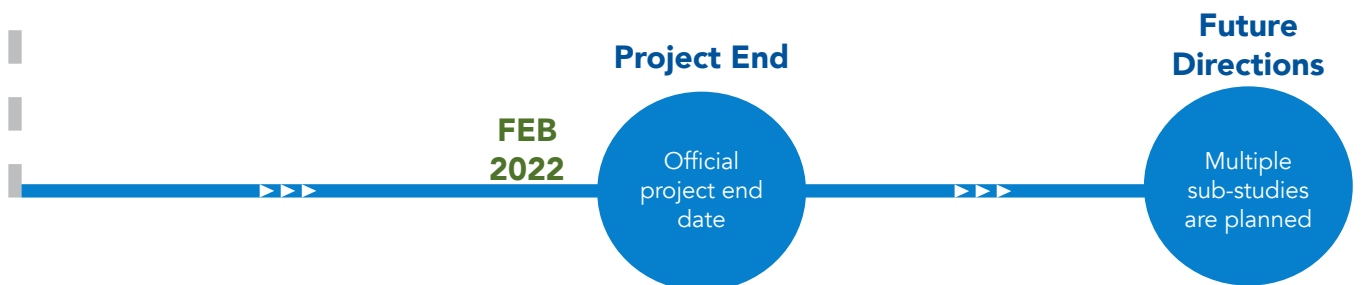 Project End
Future
Directions
FEB
2022
Official
project end
date
Multiple
sub-studies
are planned